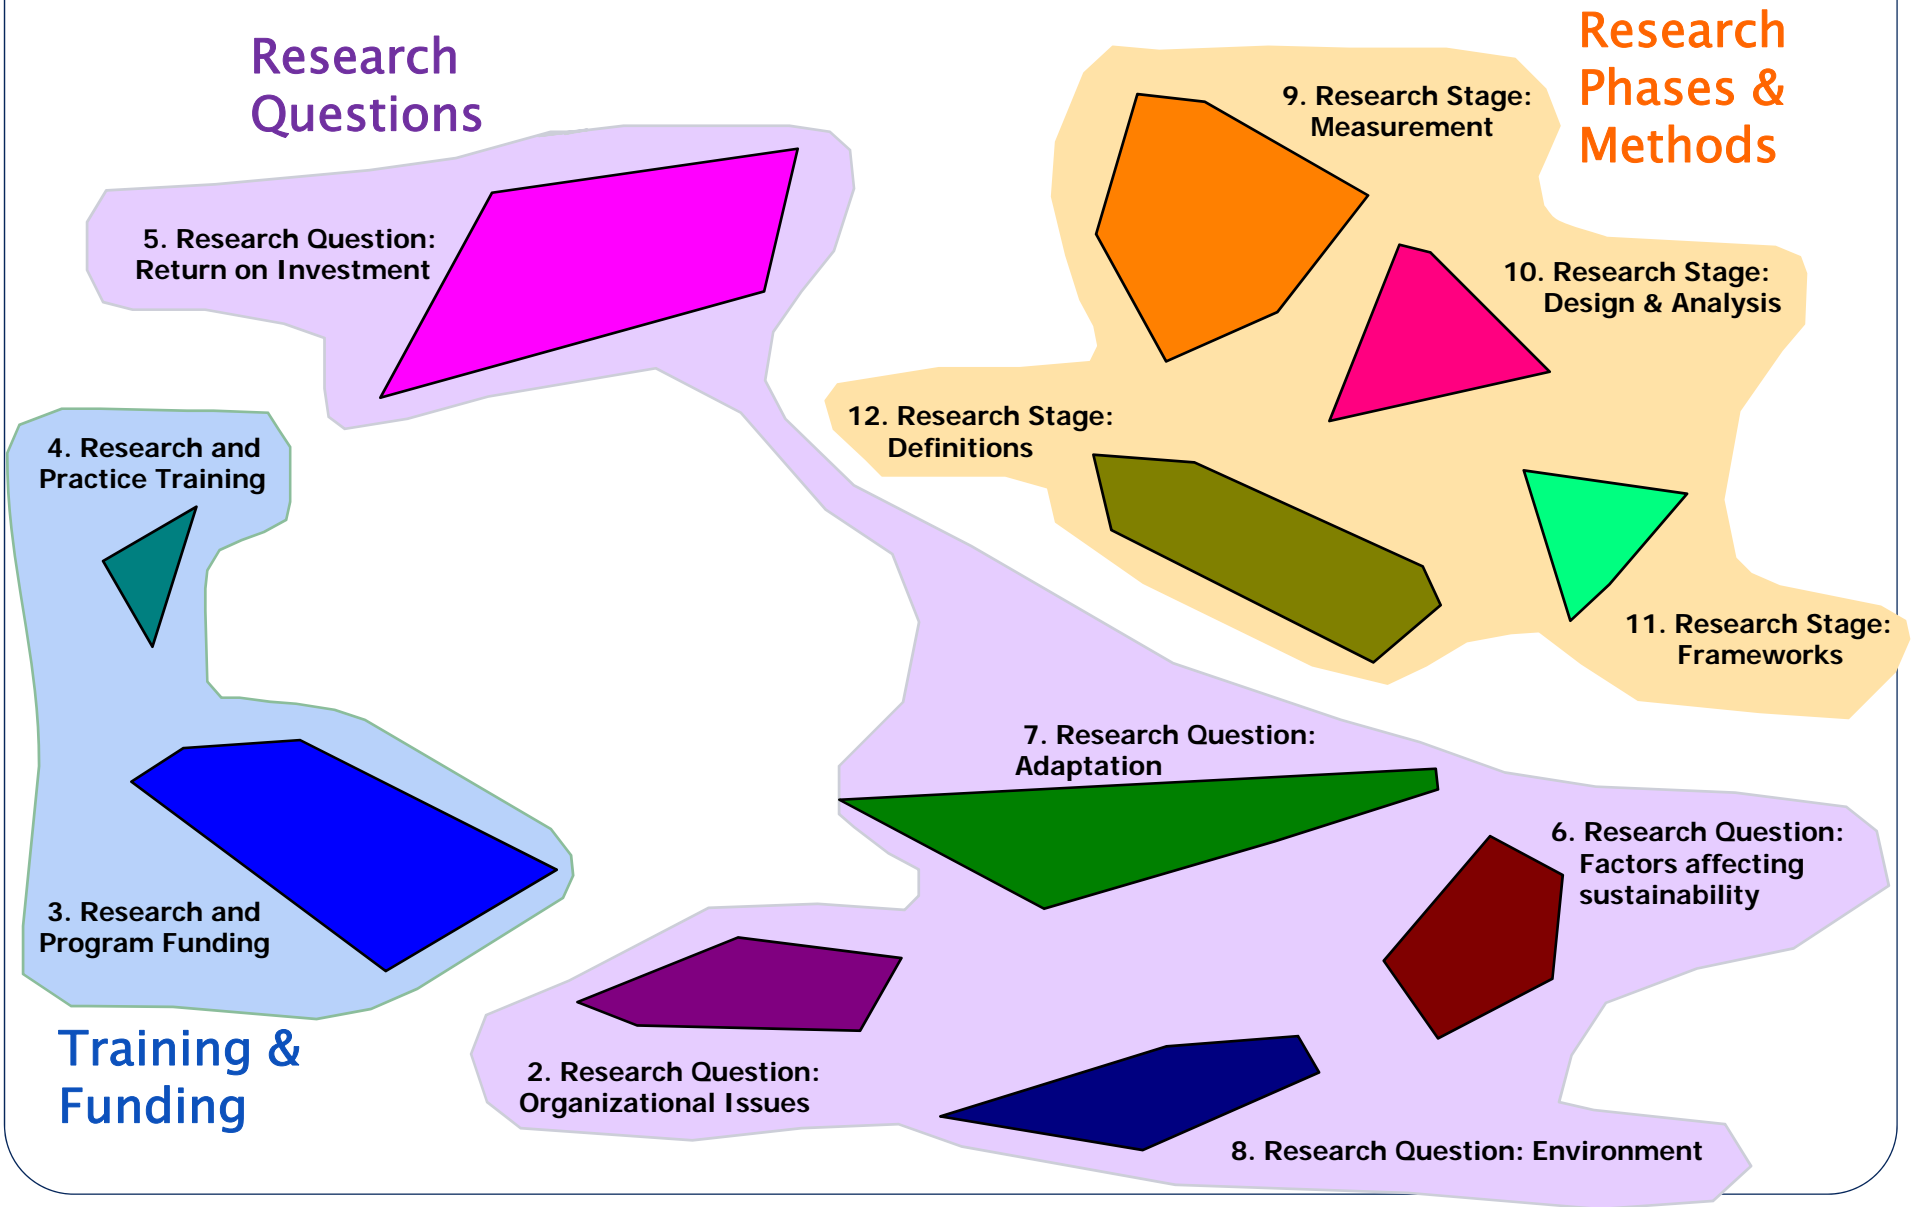 Research
Questions
Research
Phases &
Methods
9. Research Stage:
Measurement
5. Research Question:
Return on Investment
10. Research Stage:
Design & Analysis
12. Research Stage:
Definitions
4. Research and
Practice Training
11. Research Stage:
Frameworks
7. Research Question:
Adaptation
6. Research Question:
Factors affecting
sustainability
3. Research and
Program Funding
Training &
Funding
2. Research Question:
Organizational Issues
8. Research Question: Environment